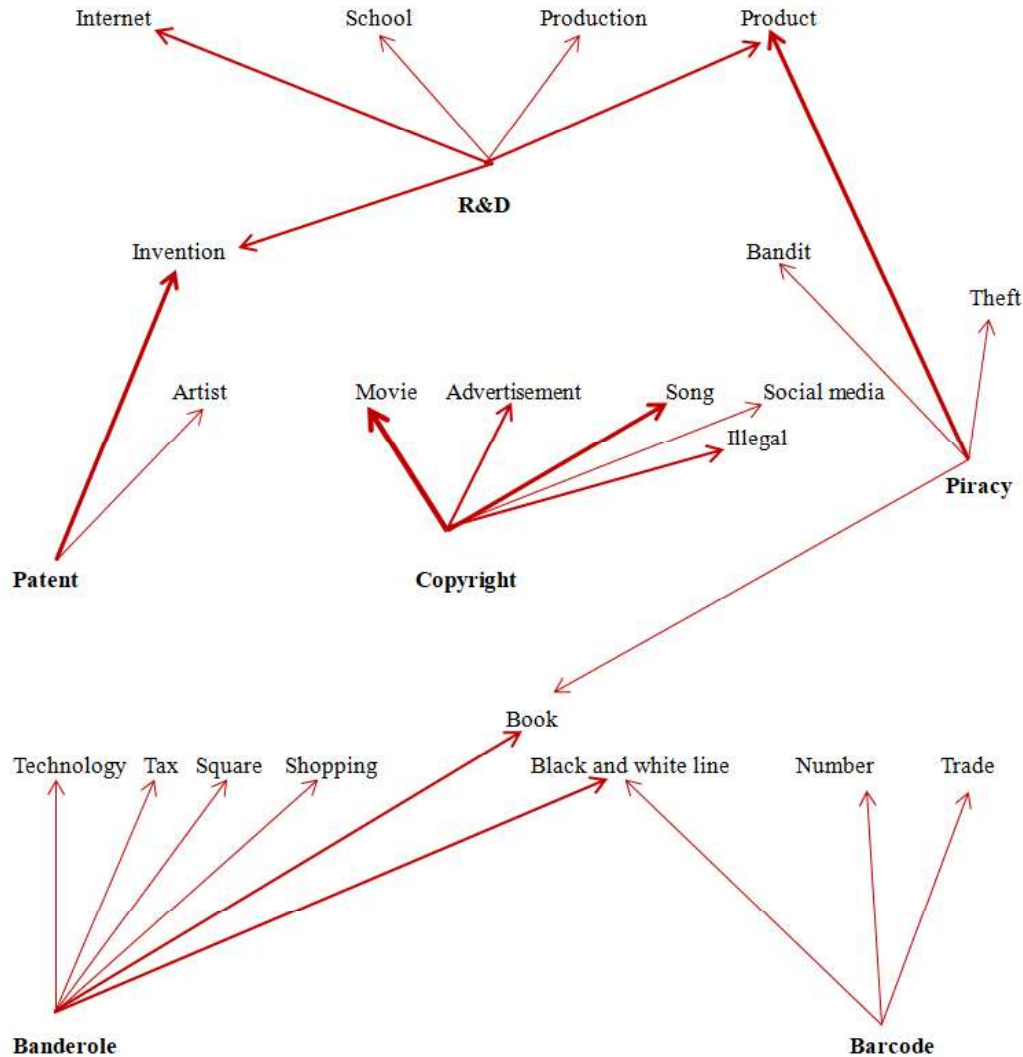 Internet
School
Production
Product
R&D
Invention
Bandit
Theft
Artist
Movie
Advertisement
Song
Social media
Illegal
Piracy
Patent
Copyright
Book
Technology
Tax
Square
Shopping
Black and white line
Number
Trade
Banderole
Barcode